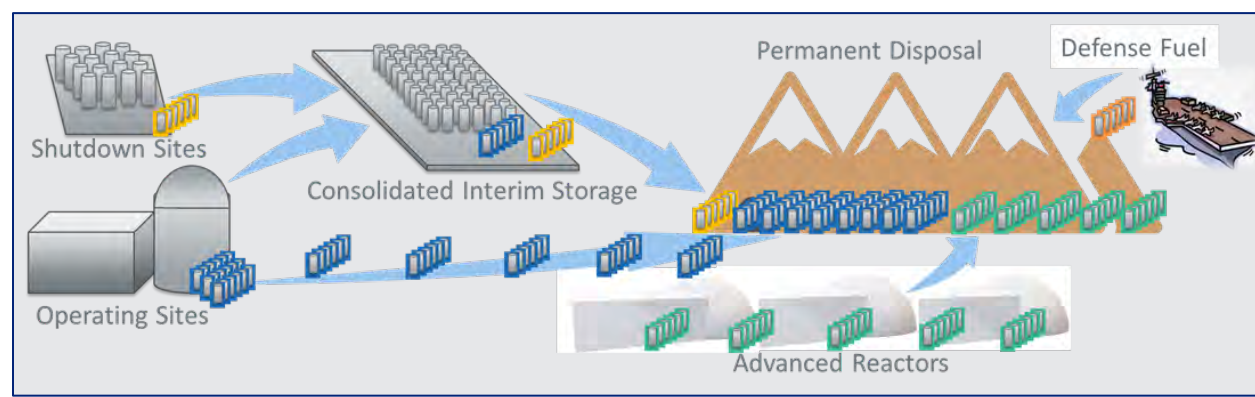 Permanent Disposal
Defense Fuel
Shutdown Sites
Consolidated Interim Storage
Operating Sites
Advanced Reactors